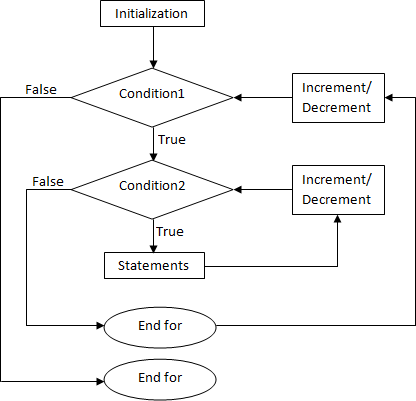 Initialization
False
Condition1
Increment/
Decrement
True
False
Condition2
Increment/
Decrement
True
Statements
End for
End for